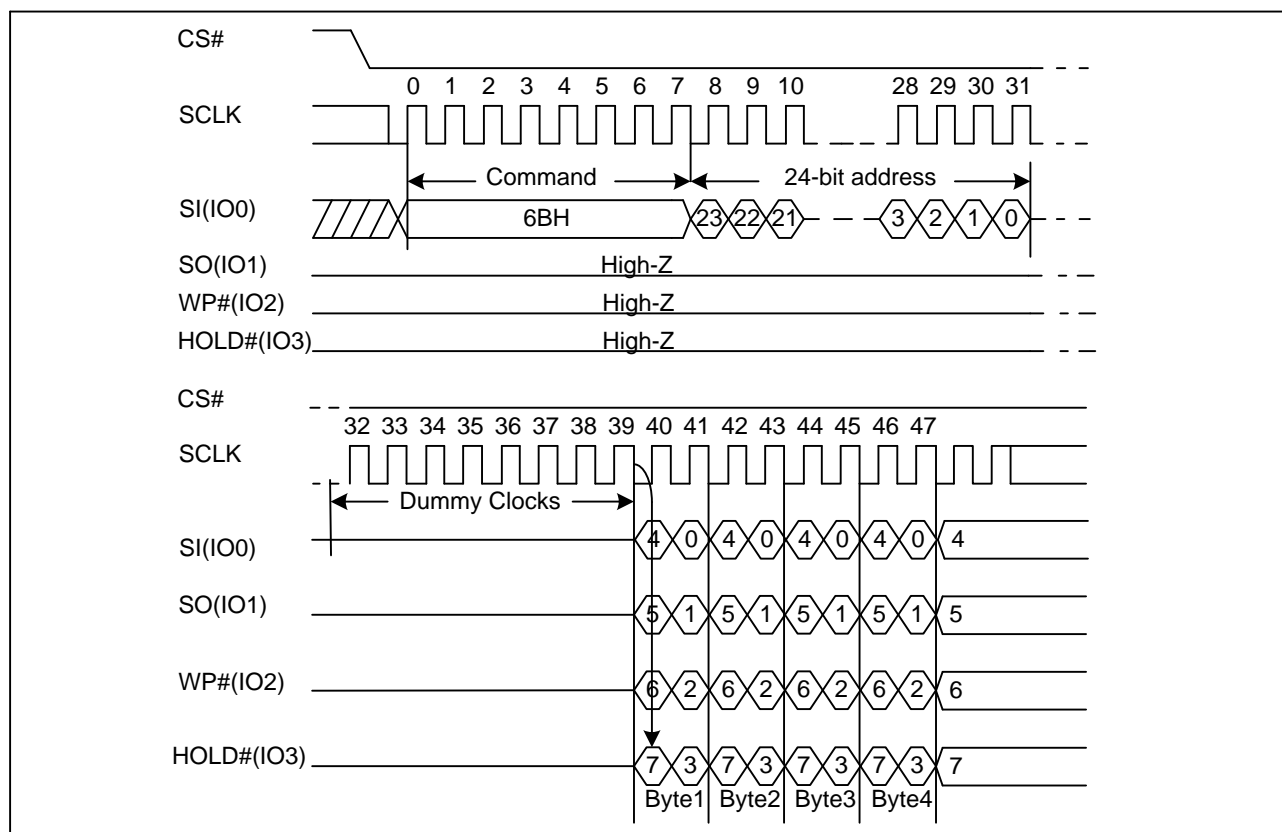 CS#
0 1 2 3 4 5 6 7 8 9 10 28 29 30 31
SCLK
Command 24-bit address
SI(IO0) 6BH 23 22 21 3 2 1 0
SO(IO1) High-Z
WP#(IO2) High-Z
HOLD#(IO3) High-Z
CS#
32 33 34 35 36 37 38 39 40 41 42 43 44 45 46 47
SCLK
Dummy Clocks
SI(IO0) 4 0 4 0 4 0 4 0 4
SO(IO1) 5 1 5 1 5 1 5 1 5
WP#(IO2) 6 2 6 2 6 2 6 2 6
HOLD#(IO3) 7 3 7 3 7 3 7 3 7
Byte1 Byte2 Byte3 Byte4